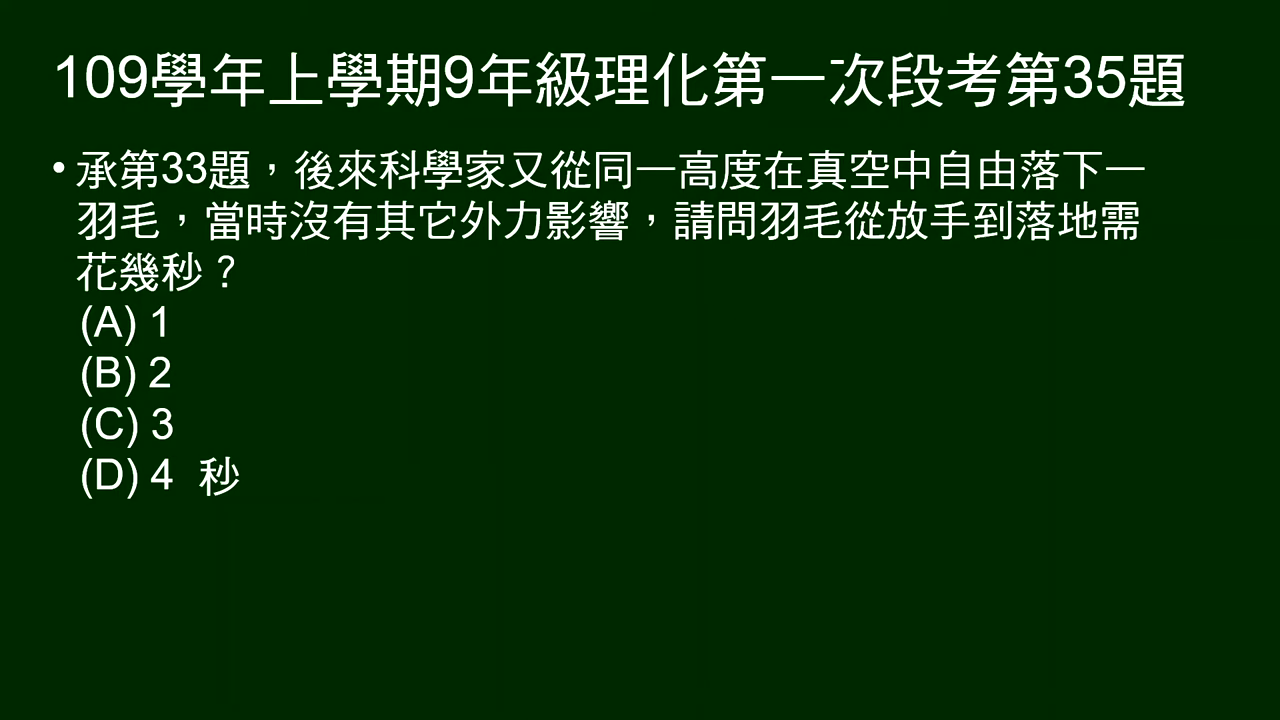 109學年上學期9年級理化第一次段考第35題
• 承第33題，後來科學家又從同一高度在真空中自由落下一
羽毛，當時沒有其它外力影響，請問羽毛從放手到落地需
花幾秒？
(A) 1
(B) 2
(C) 3
(D) 4 秒